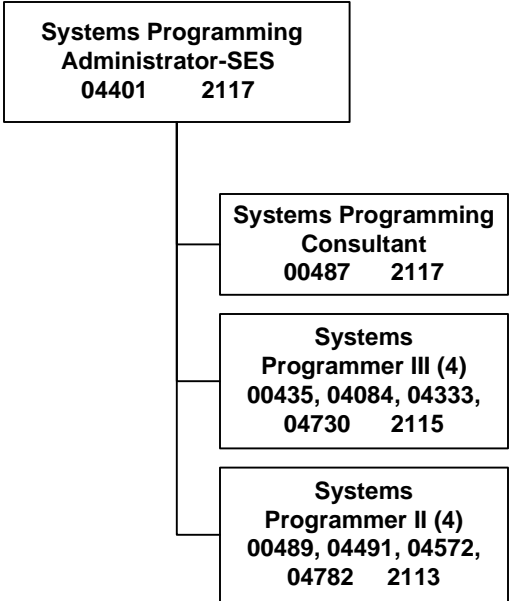 Systems Programming
Administrator-SES
04401 2117
Systems Programming
Consultant
00487 2117
Systems
Programmer III (4)
00435, 04084, 04333,
04730 2115
Systems
Programmer II (4)
00489, 04491, 04572,
04782 2113